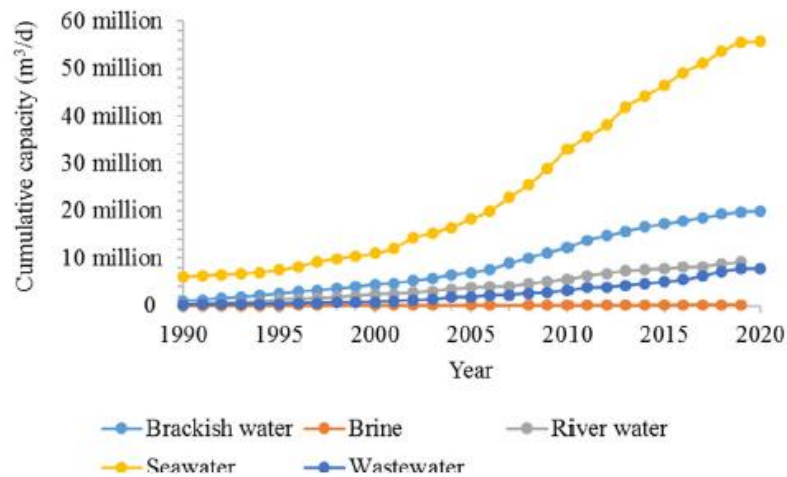 60 million
50 million
40 million
30 million
20 million
10 million
0
Cumulative capacity (m³/d)
1990 1995 2000 2005 2010 2015 2020
Year
Brackish water Brine River water
Seawater Wastewater